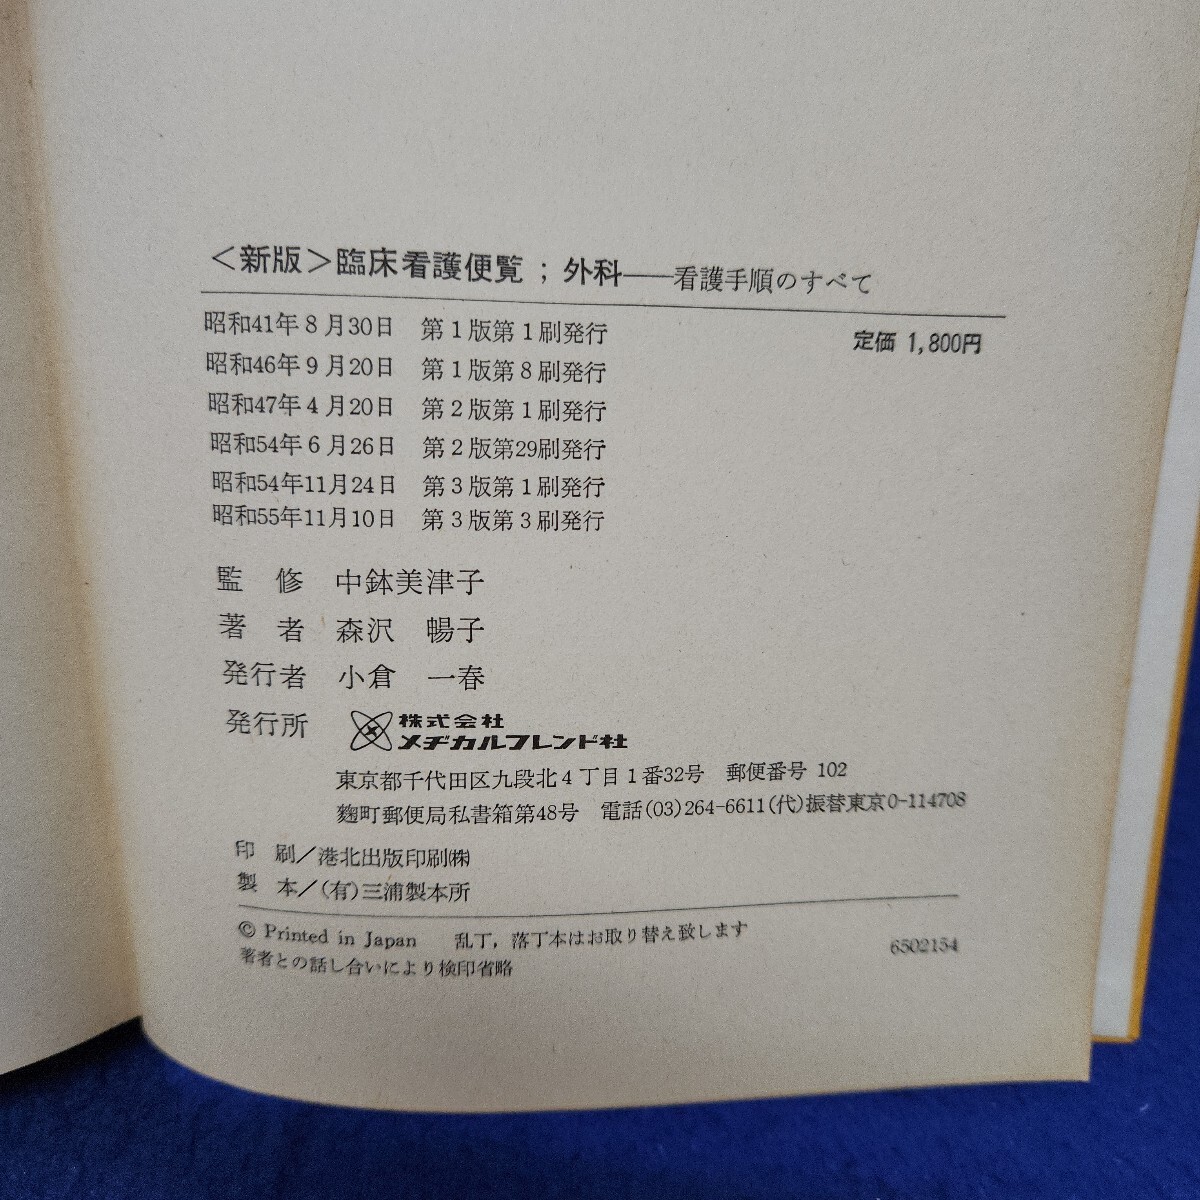 ＜新版＞臨床看護便覧；外科――看護手順のすべて
定価 1,800円
昭和41年8月30日 第1版第1刷発行
昭和46年9月20日 第1版第8刷発行
昭和47年4月20日 第2版第1刷発行
昭和54年6月26日 第2版第29刷発行
昭和54年11月24日 第3版第1刷発行
昭和55年11月10日 第3版第3刷発行
監 修 中鉢美津子
著 者 森沢 暢子
発行者 小倉 一春
発行所 株式会社
メヂカルフレンド社
東京都千代田区九段北4丁目1番32号 郵便番号 102
麴町郵便局私書箱第48号 電話(03)264-6611(代)振替東京0-114708
印 刷／港北出版印刷㈱
製 本／(有)三浦製本所
© Printed in Japan 乱丁，落丁本はお取り替え致します
著者との話し合いにより検印省略
6502154